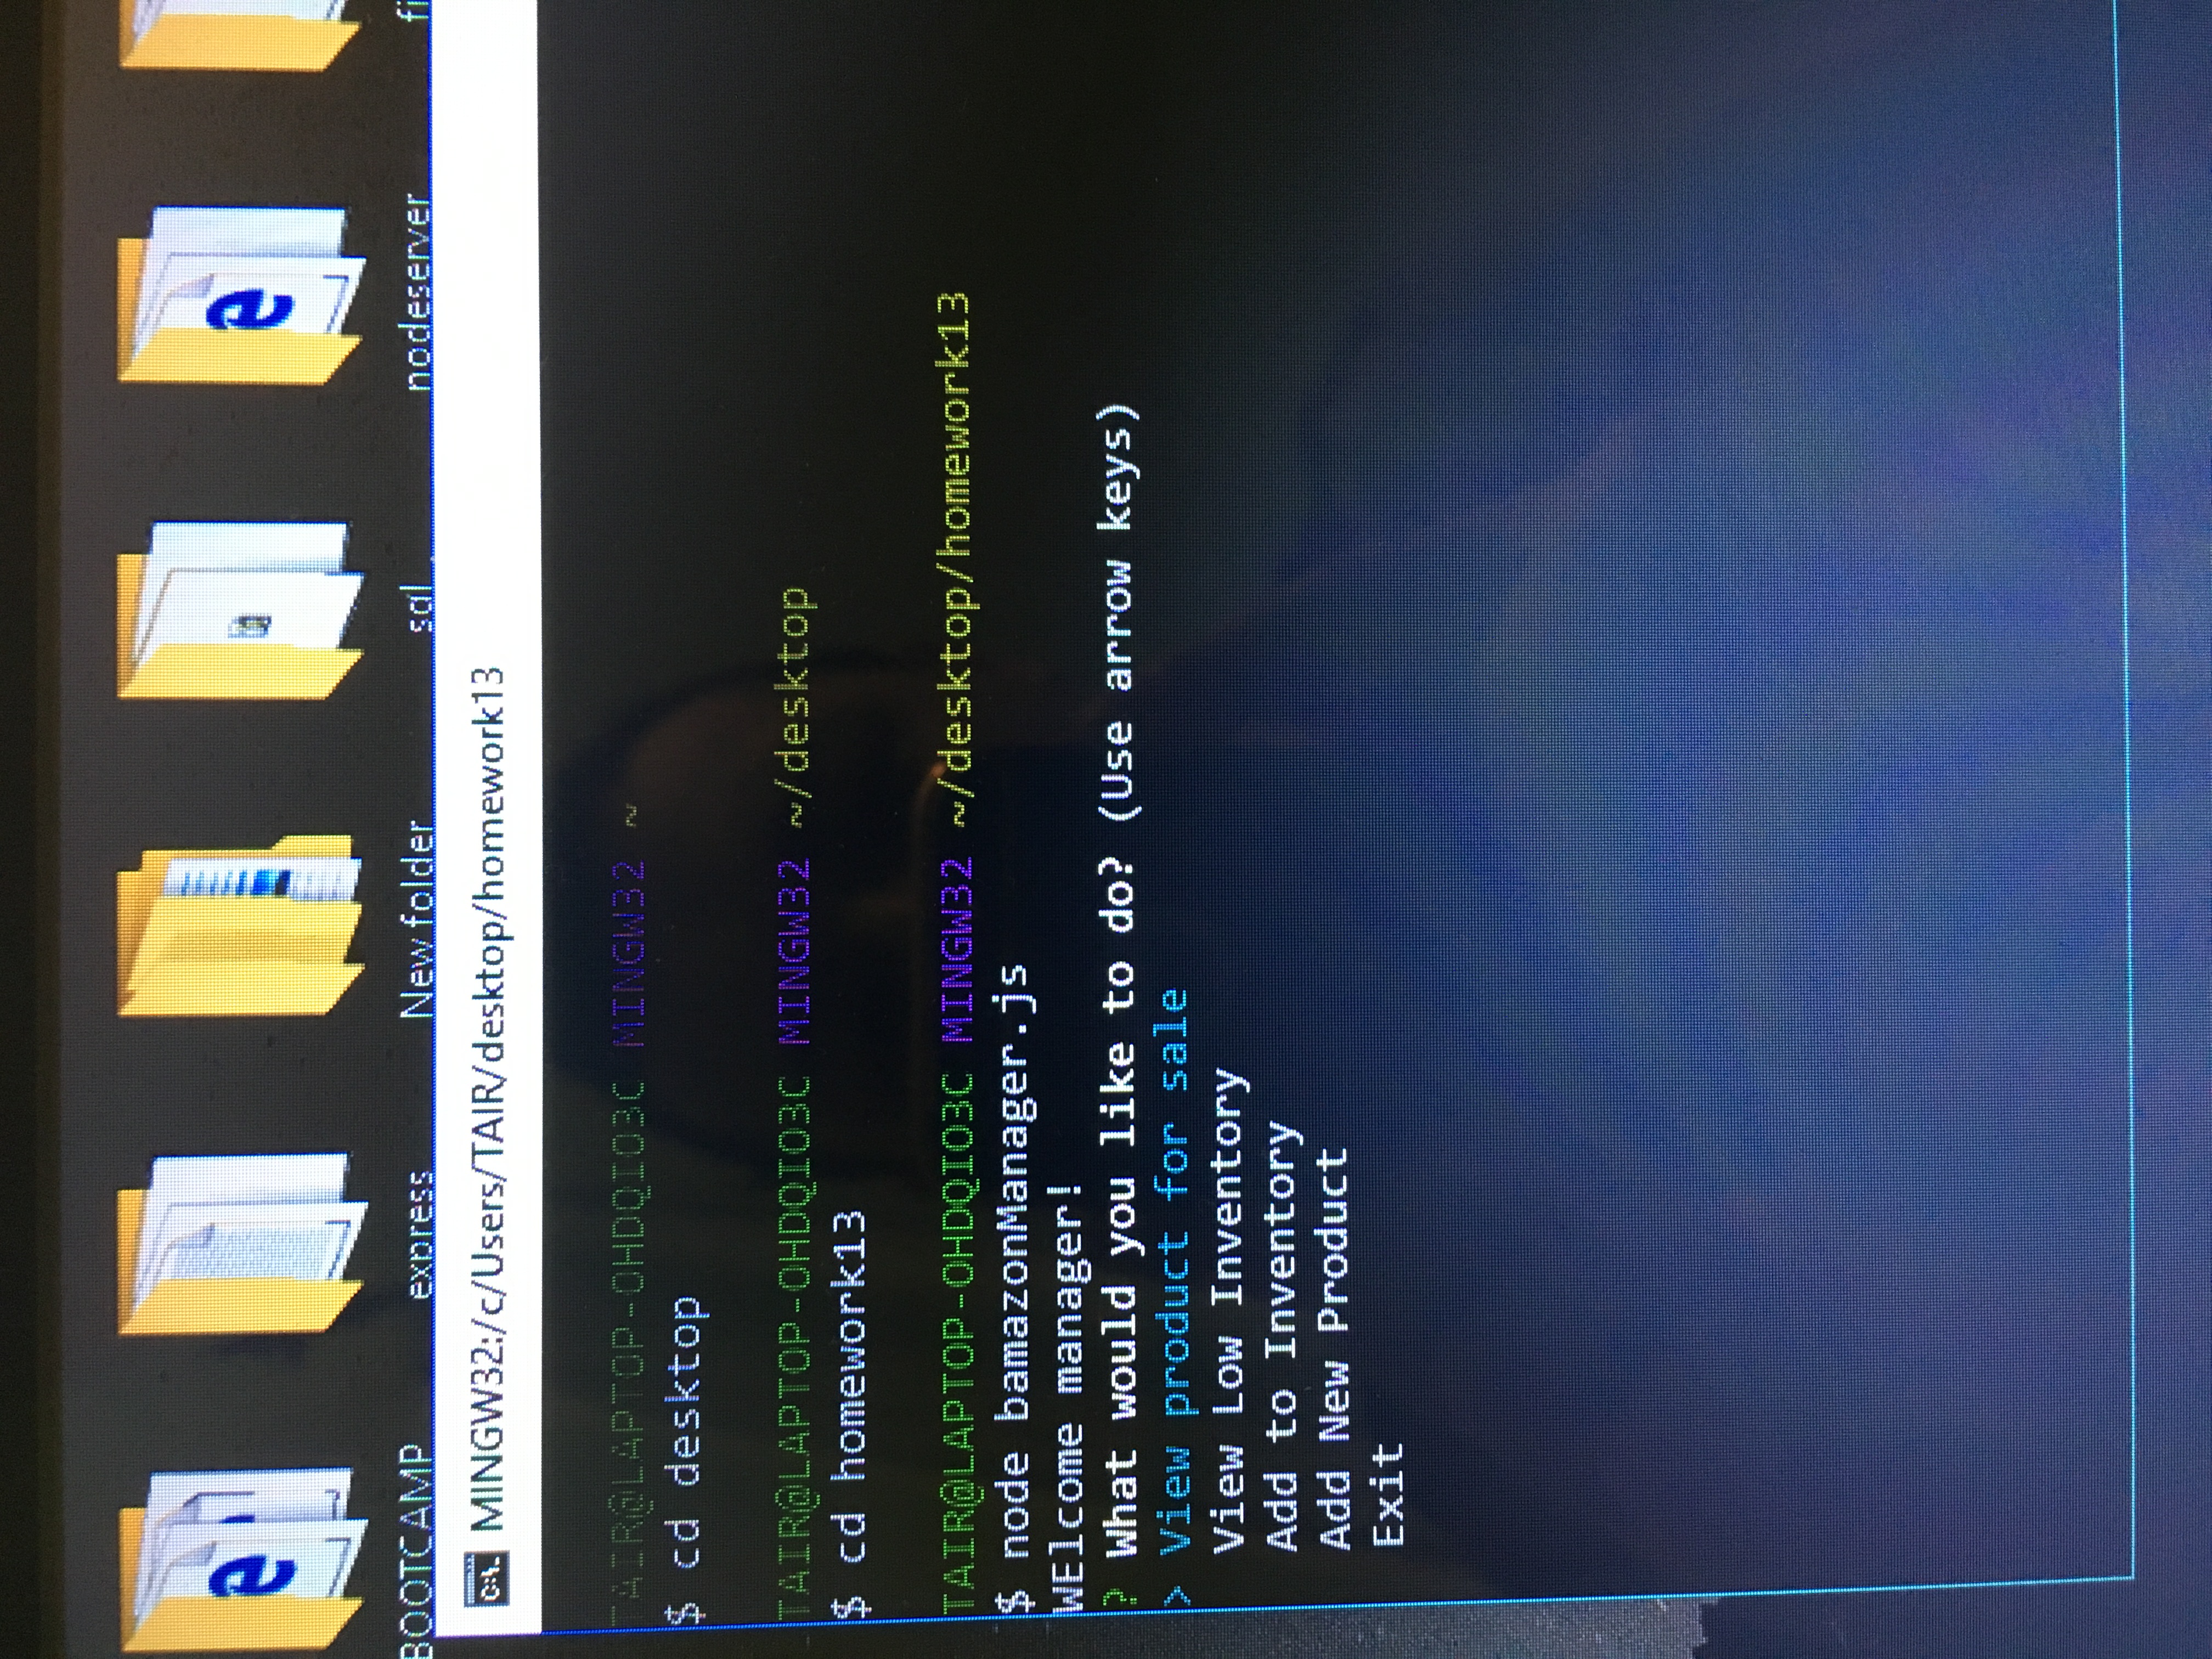 BOOTCAMP express New folder sql nodeserver
MINGW32:/c/Users/TAIR/desktop/homework13
TAIR@LAPTOP-OHDQIO3C MINGW32 ~
$ cd desktop
TAIR@LAPTOP-OHDQIO3C MINGW32 ~/desktop
$ cd homework13
TAIR@LAPTOP-OHDQIO3C MINGW32 ~/desktop/homework13
$ node bamazonManager.js
WElcome manager!
? What would you like to do? (Use arrow keys)
> View product for sale
View Low Inventory
Add to Inventory
Add New Product
Exit